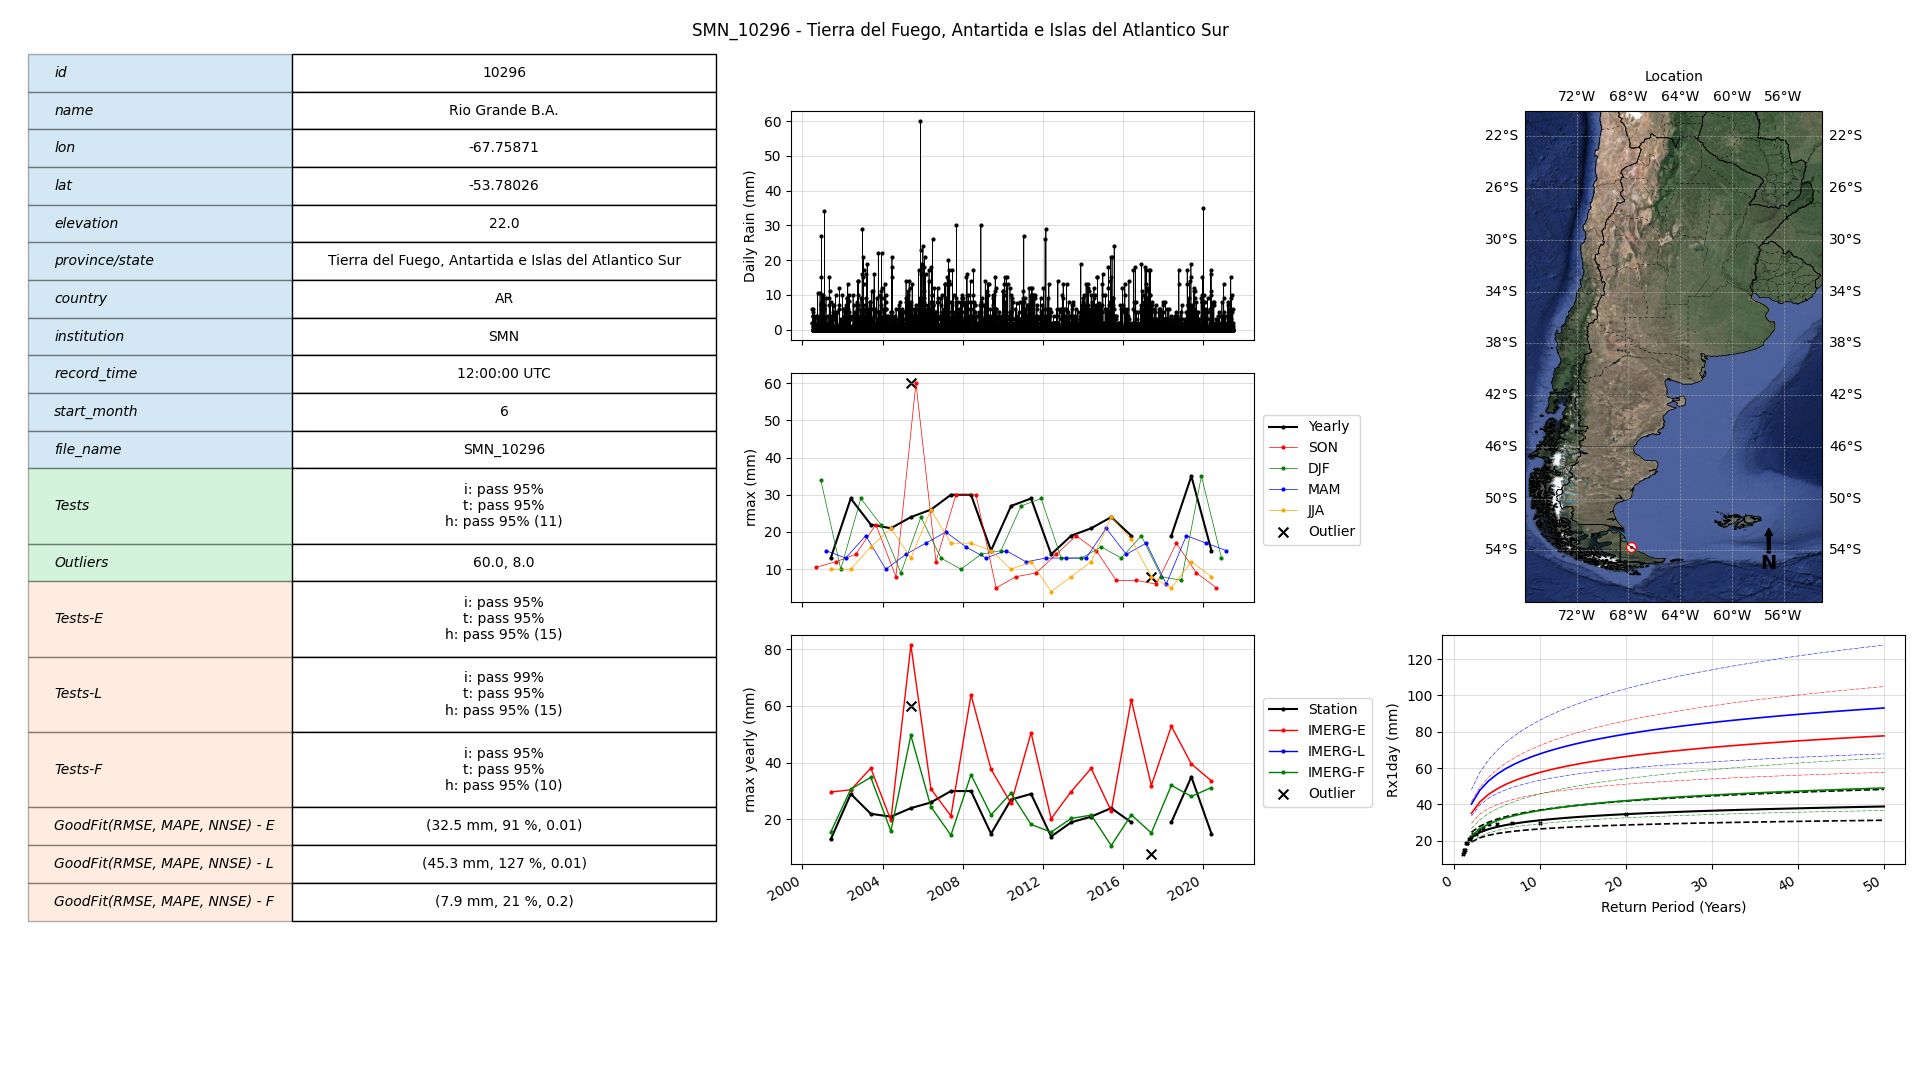 SMN_10296 - Tierra del Fuego, Antartida e Islas del Atlantico Sur
id 10296
name Rio Grande B.A.
lon -67.75871
lat -53.78026
elevation 22.0
province/state Tierra del Fuego, Antartida e Islas del Atlantico Sur
country AR
institution SMN
record_time 12:00:00 UTC
start_month 6
file_name SMN_10296
Tests
i: pass 95%
t: pass 95%
h: pass 95% (11)
Outliers 60.0, 8.0
Tests-E
i: pass 95%
t: pass 95%
h: pass 95% (15)
Tests-L
i: pass 99%
t: pass 95%
h: pass 95% (15)
Tests-F
i: pass 95%
t: pass 95%
h: pass 95% (10)
GoodFit(RMSE, MAPE, NNSE) - E (32.5 mm, 91 %, 0.01)
GoodFit(RMSE, MAPE, NNSE) - L (45.3 mm, 127 %, 0.01)
GoodFit(RMSE, MAPE, NNSE) - F (7.9 mm, 21 %, 0.2)
Daily Rain (mm)
60
50
40
30
20
10
0
rmax (mm)
60
50
40
30
20
10
Yearly
SON
DJF
MAM
JJA
Outlier
rmax yearly (mm)
80
60
40
20
2000 2004 2008 2012 2016 2020
Station
IMERG-E
IMERG-L
IMERG-F
Outlier
Location
72°W 68°W 64°W 60°W 56°W
22°S 22°S
26°S 26°S
30°S 30°S
34°S 34°S
38°S 38°S
42°S 42°S
46°S 46°S
50°S 50°S
54°S 54°S
N
72°W 68°W 64°W 60°W 56°W
Rx1day (mm)
120
100
80
60
40
20
0 10 20 30 40 50
Return Period (Years)